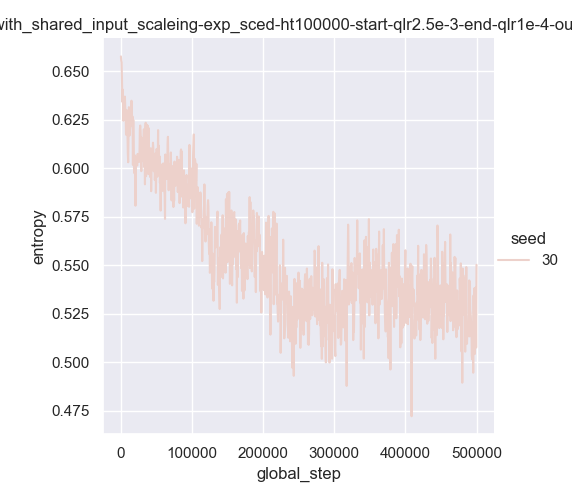 with_shared_input_scaleing-exp_sced-ht100000-start-qlr2.5e-3-end-qlr1e-4-ou
0.650
0.625
0.600
0.575
0.550
0.525
0.500
0.475
entropy
seed
30
0 100000 200000 300000 400000 500000
global_step